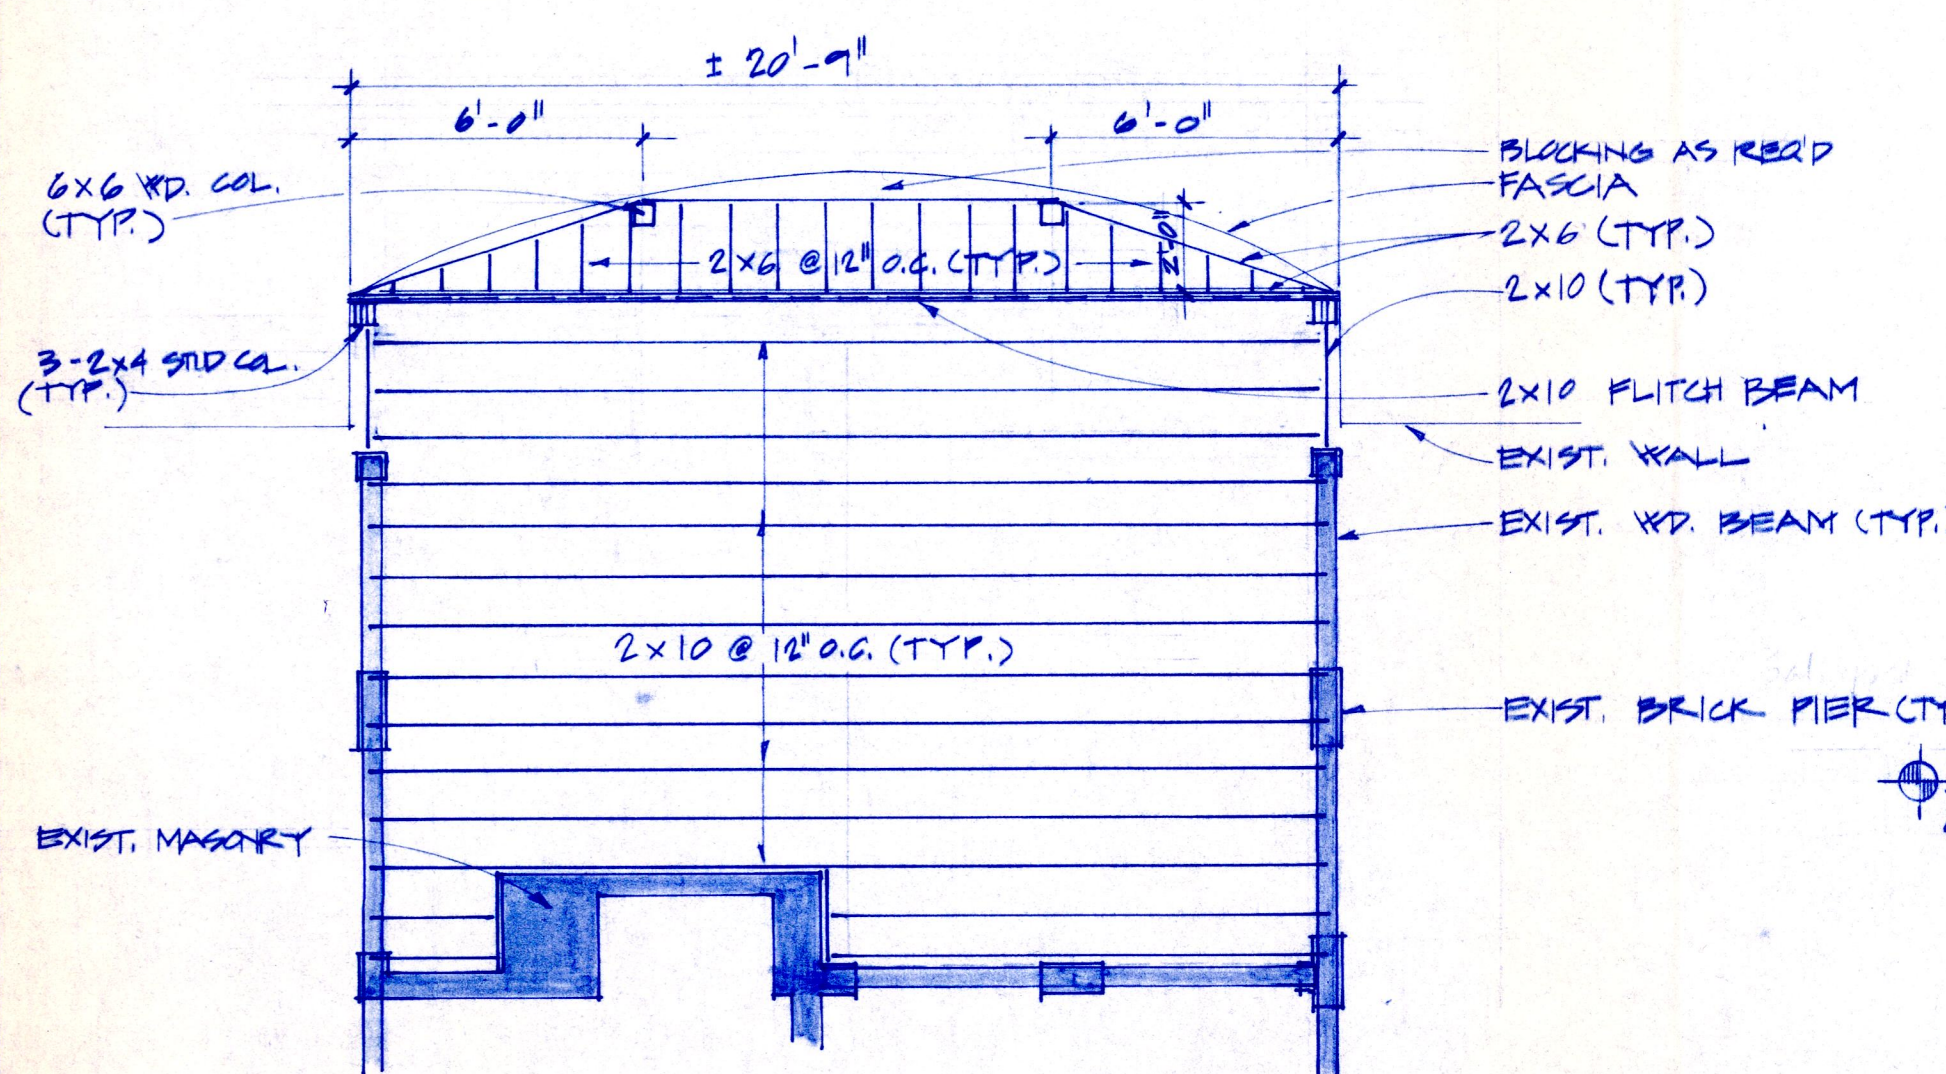 ± 20'-9"
6'-0"
6'-0"
6X6 WD. COL.
(TYP.)
BLOCKING AS REQ'D
FASCIA
2X6 (TYP.)
2X10 (TYP.)
2X6 @ 12" O.C. (TYP.)
2'-0"
3-2X4 STUD COL.
(TYP.)
2X10 FLITCH BEAM
EXIST. WALL
EXIST. WD. BEAM (TYP.
2X10 @ 12" O.C. (TYP.)
EXIST. BRICK PIER (TY
EXIST. MASONRY